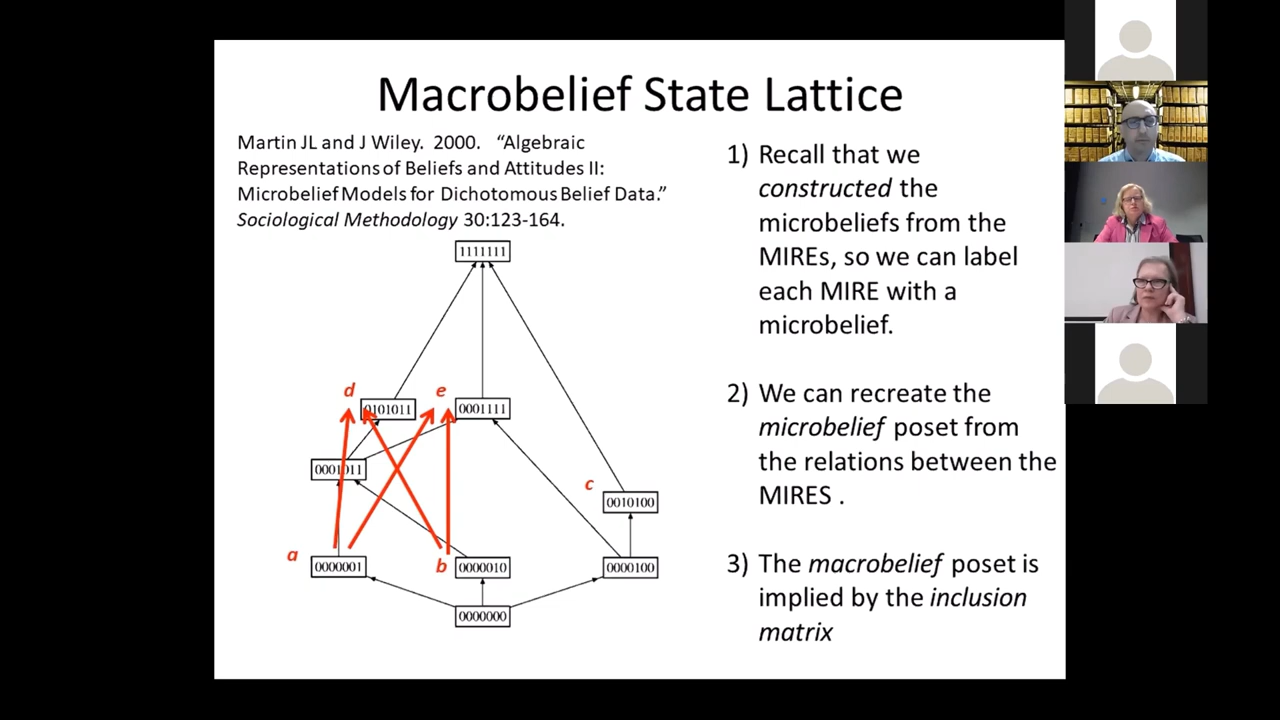 Macrobelief State Lattice
Martin JL and J Wiley. 2000. “Algebraic
Representations of Beliefs and Attitudes II:
Microbelief Models for Dichotomous Belief Data.”
Sociological Methodology 30:123-164.
1111111
d
e
0101011
0001111
0001011
c
0010100
a
0000001
b
0000010
0000100
0000000
1) Recall that we
constructed the
microbeliefs from the
MIREs, so we can label
each MIRE with a
microbelief.
2) We can recreate the
microbelief poset from
the relations between the
MIRES .
3) The macrobelief poset is
implied by the inclusion
matrix